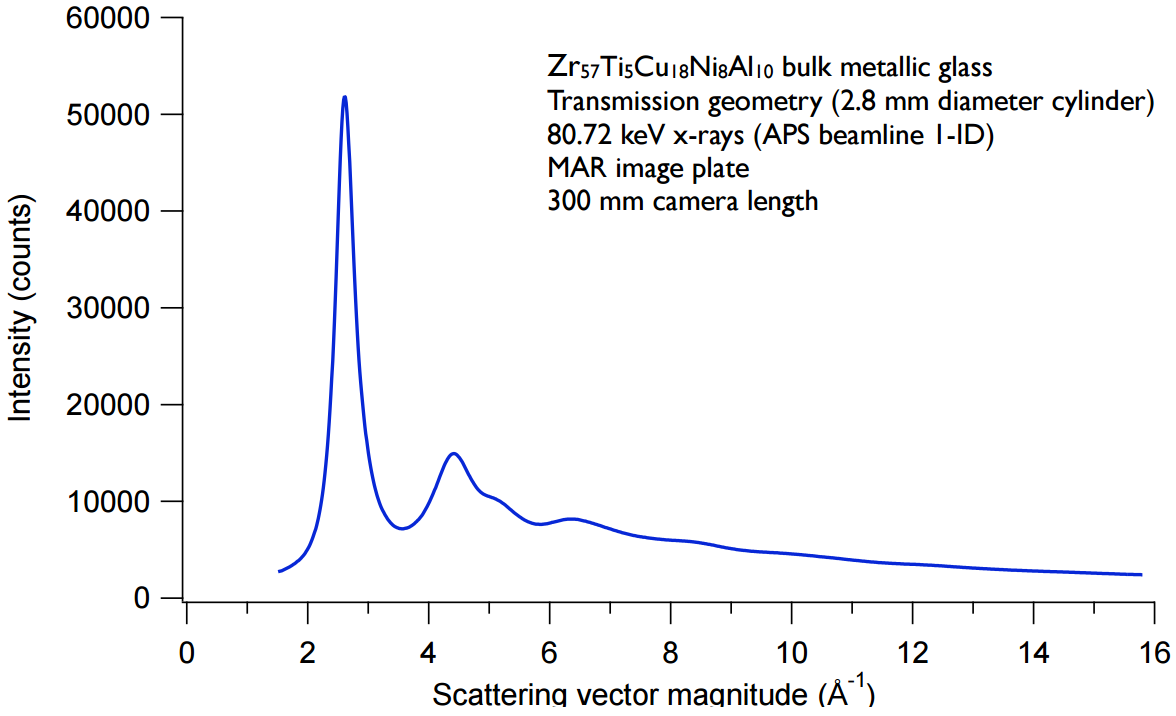 60000
50000
40000
30000
20000
10000
0
Intensity (counts)
Zr₅₇Ti₅Cu₁₈Ni₈Al₁₀ bulk metallic glass
Transmission geometry (2.8 mm diameter cylinder)
80.72 keV x-rays (APS beamline 1-ID)
MAR image plate
300 mm camera length
0 2 4 6 8 10 12 14 16
Scattering vector magnitude (Å⁻¹)